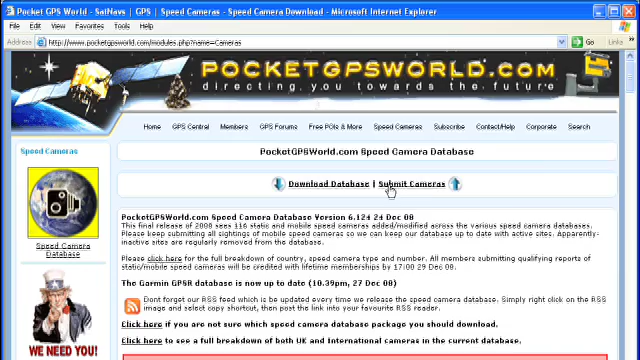 Pocket GPS World - SatNavs | GPS | Speed Cameras - Speed Camera Download - Microsoft Internet Explorer
File Edit View Favorites Tools Help
Address http://www.pocketgpsworld.com/modules.php?name=Cameras Go Links
POCKETGPSWORLD.COM
directing you towards the future
Home GPS Central Members GPS Forums Free POIs & More Speed Cameras Subscribe Contact/Help Corporate Search
Speed Cameras
PocketGPSWorld.com Speed Camera Database
Download Database | Submit Cameras
Speed Camera
Database
PocketGPSWorld.com Speed Camera Database Version 6.124 24 Dec 08
This final release of 2008 sees 116 static and mobile speed cameras added/modified across the various speed camera databases.
Please keep submitting all sightings of mobile speed cameras so we can keep our database up to date with active sites. Apparently-
inactive sites are regularly removed from the database.
Please click here for the full breakdown of country, speed camera type and number. All members submitting qualifying reports of
static/mobile speed cameras will be credited with lifetime memberships by 17:00 29 Dec 08.
The Garmin GPSR database is now up to date (10.39pm, 27 Dec 08)
Dont forget our RSS feed which is updated every time we release the speed camera database. Simply right click on the RSS
image and select copy shortcut, then post the link into your favourite RSS reader.
Click here if you are not sure which speed camera database package you should download.
Click here to see a full breakdown of both UK and International cameras in the current database.
WE NEED YOU!